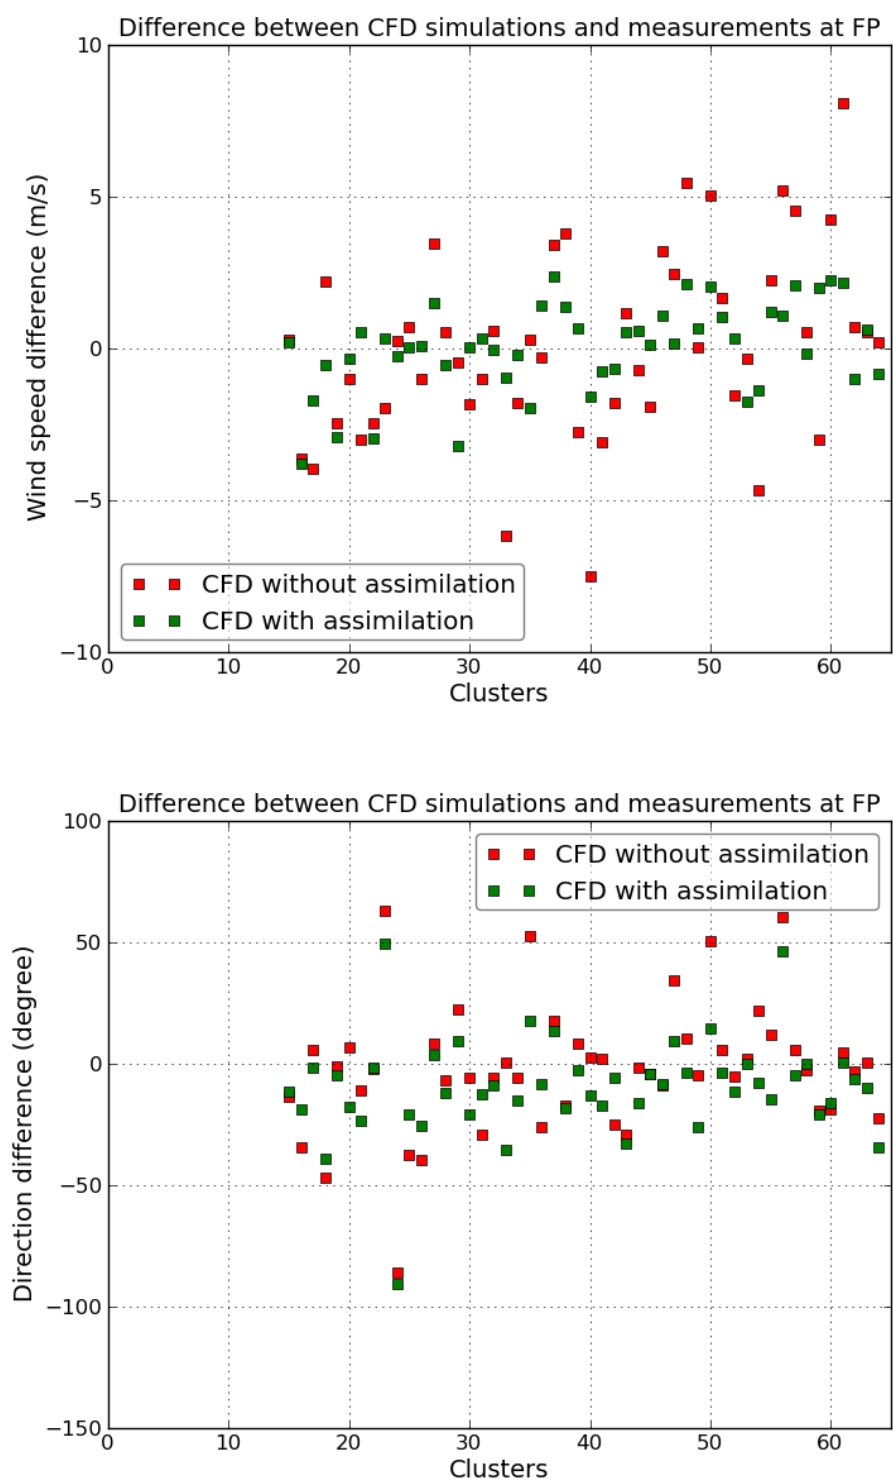 Difference between CFD simulations and measurements at FP
10
5
0
−5
−10
Wind speed difference (m/s)
CFD without assimilation
CFD with assimilation
0 10 20 30 40 50 60
Clusters
Difference between CFD simulations and measurements at FP
100
50
0
−50
−100
−150
Direction difference (degree)
CFD without assimilation
CFD with assimilation
0 10 20 30 40 50 60
Clusters